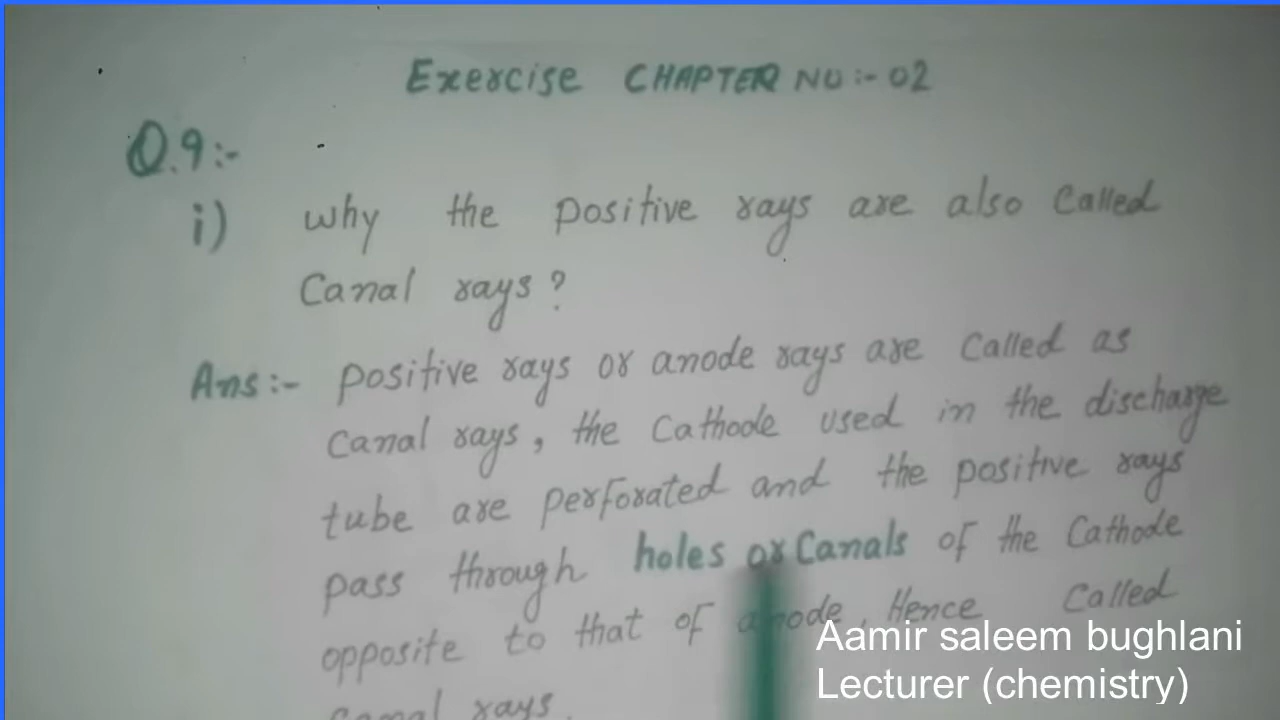 Exercise CHAPTER NO:- 02
Q.9:-
i) why the positive rays are also called
Canal rays?
Ans:- positive rays or anode rays are called as
canal rays, the cathode used in the discharge
tube are perforated and the positive rays
pass through holes or Canals of the Cathode
opposite to that of anode, Hence called
canal rays.
Aamir saleem bughlani
Lecturer (chemistry)